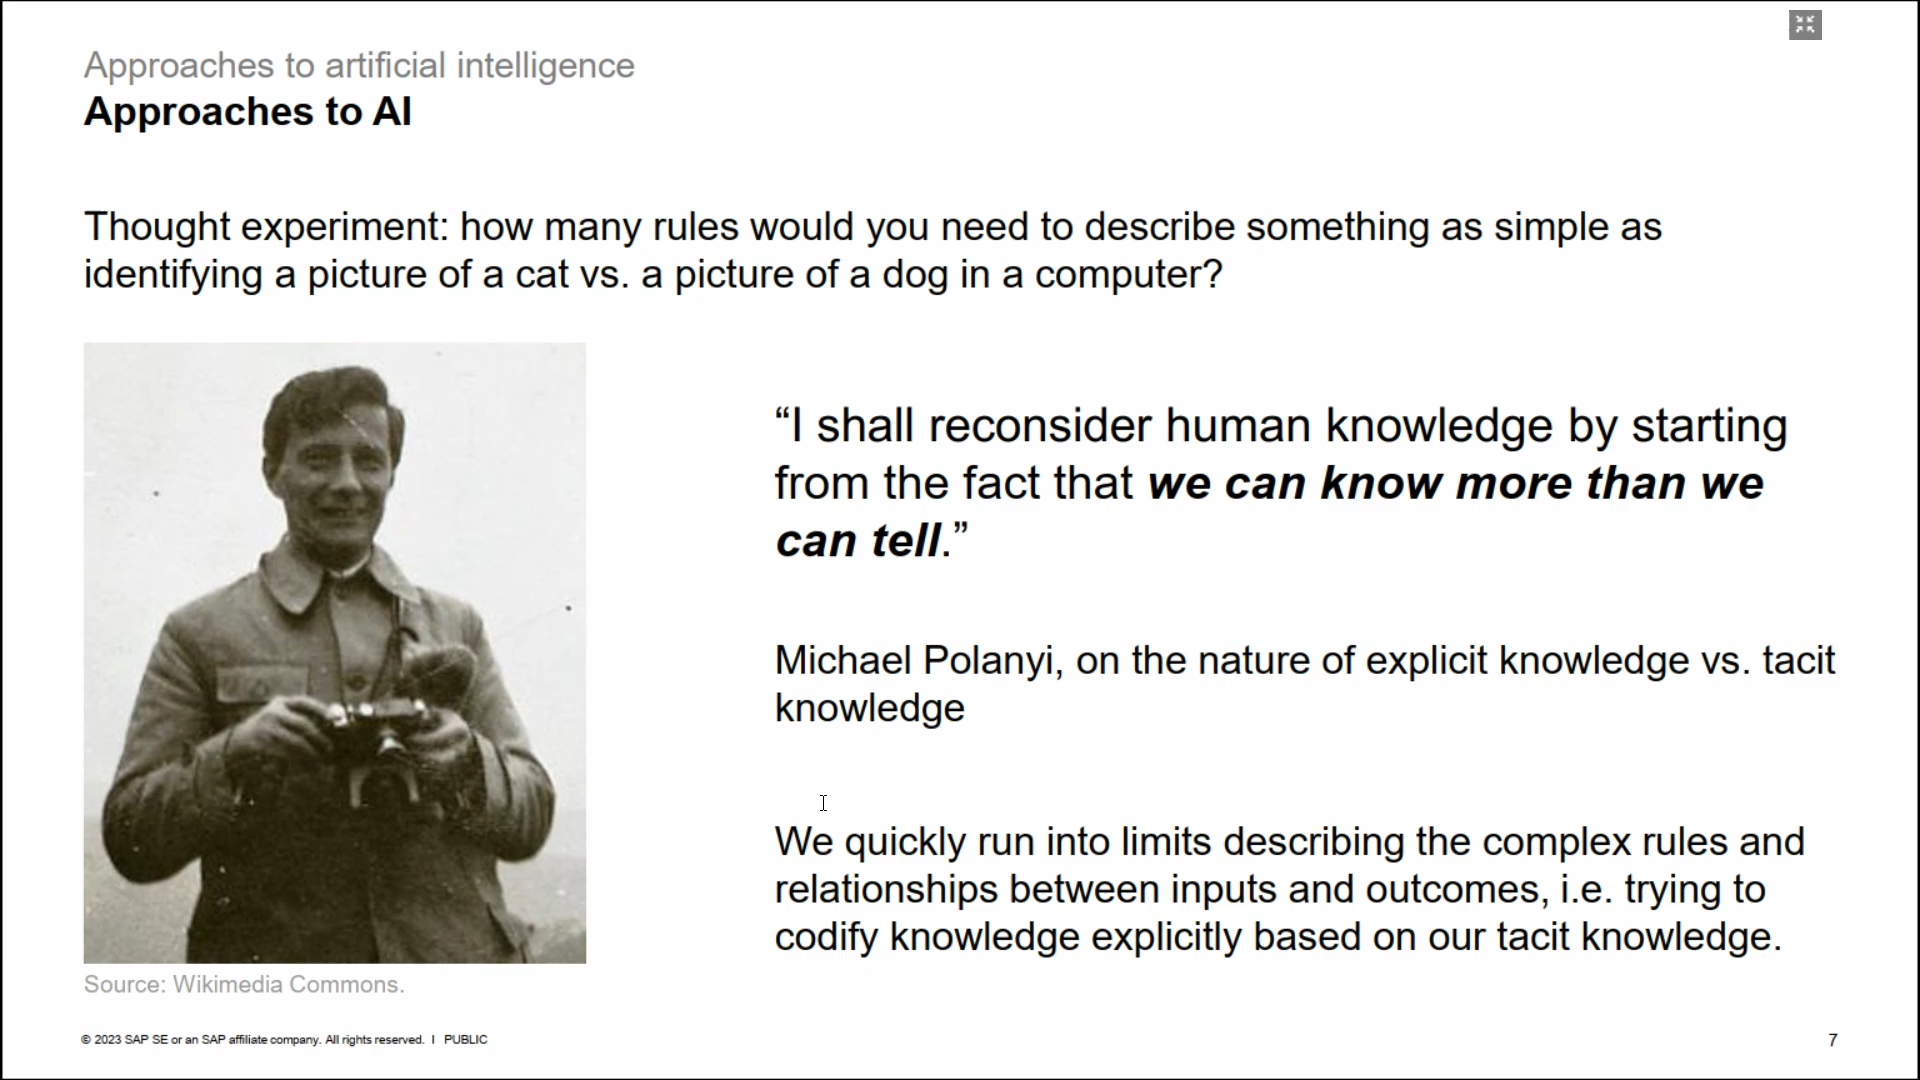 Approaches to artificial intelligence
Approaches to AI
Thought experiment: how many rules would you need to describe something as simple as
identifying a picture of a cat vs. a picture of a dog in a computer?
“I shall reconsider human knowledge by starting
from the fact that we can know more than we
can tell.”
Michael Polanyi, on the nature of explicit knowledge vs. tacit
knowledge
We quickly run into limits describing the complex rules and
relationships between inputs and outcomes, i.e. trying to
codify knowledge explicitly based on our tacit knowledge.
Source: Wikimedia Commons.
© 2023 SAP SE or an SAP affiliate company. All rights reserved. I PUBLIC
7